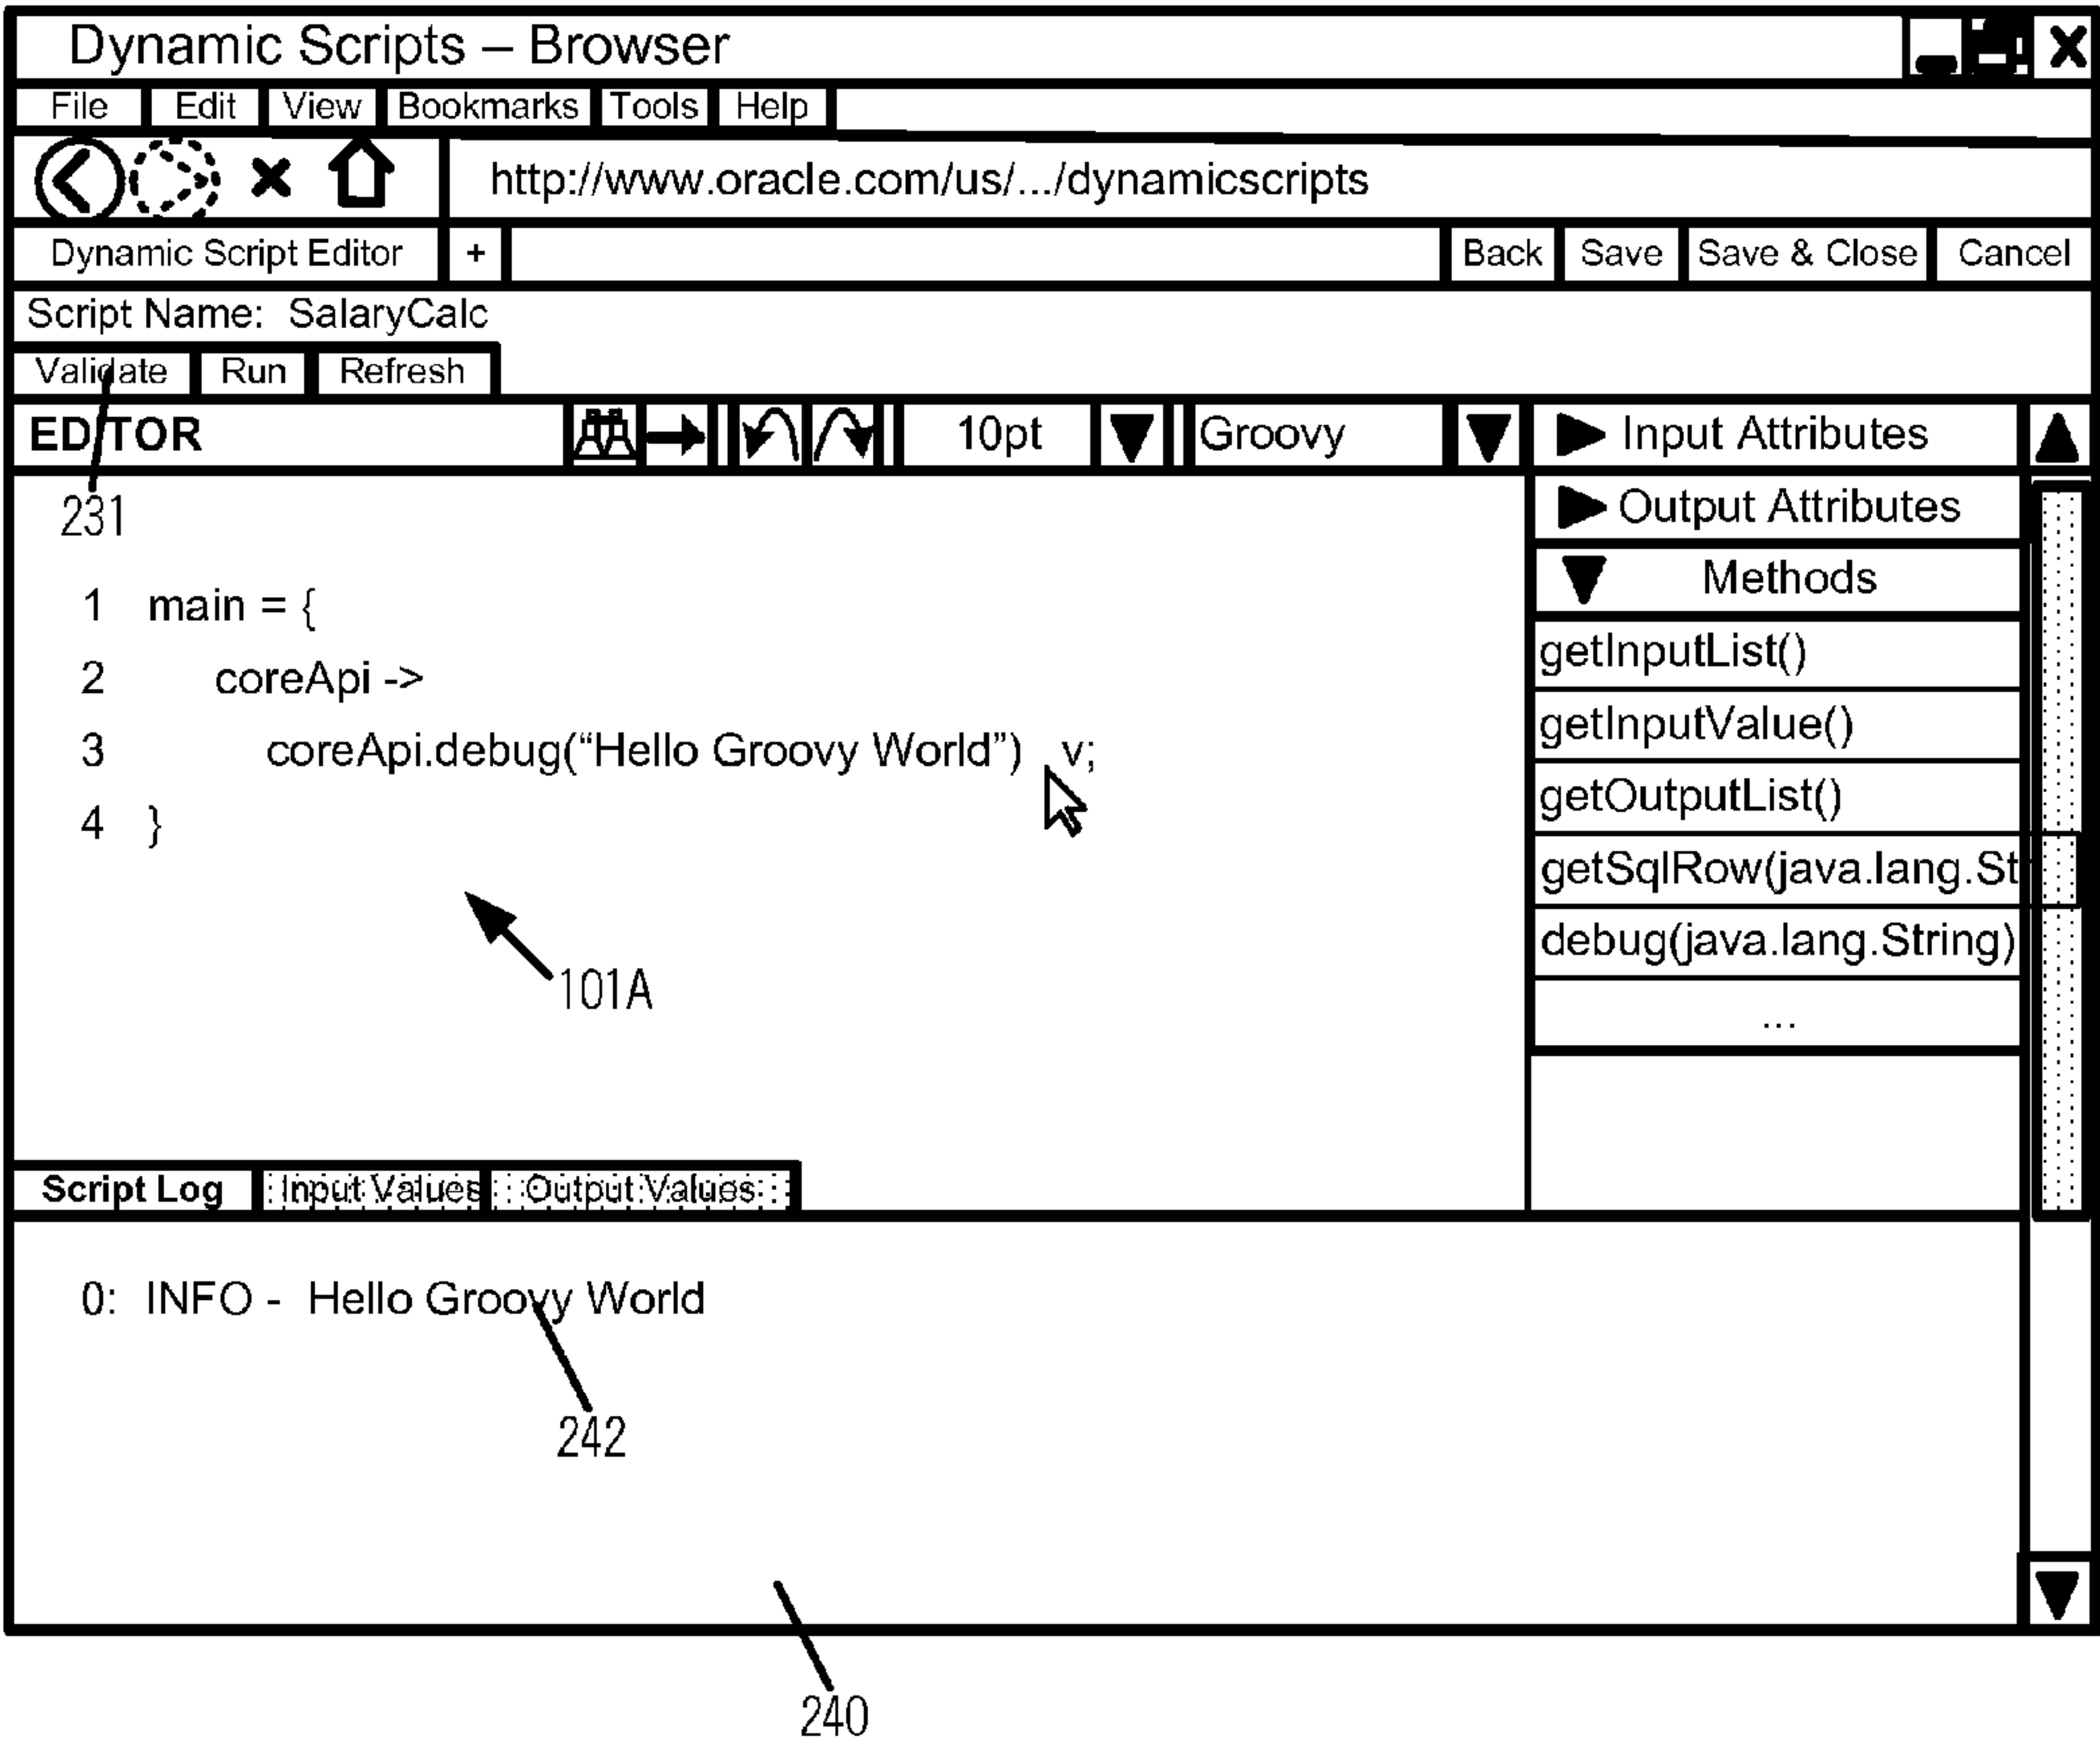 Dynamic Scripts – Browser
File Edit View Bookmarks Tools Help
http://www.oracle.com/us/.../dynamicscripts
Dynamic Script Editor + Back Save Save & Close Cancel
Script Name: SalaryCalc
Validate Run Refresh
EDITOR 10pt Groovy Input Attributes
231
Output Attributes
Methods
1 main = {
2 coreApi ->
3 coreApi.debug(“Hello Groovy World”) v;
4 }
getInputList()
getInputValue()
getOutputList()
getSqlRow(java.lang.St
debug(java.lang.String)
...
101A
Script Log Input Values Output Values
0: INFO - Hello Groovy World
242
240